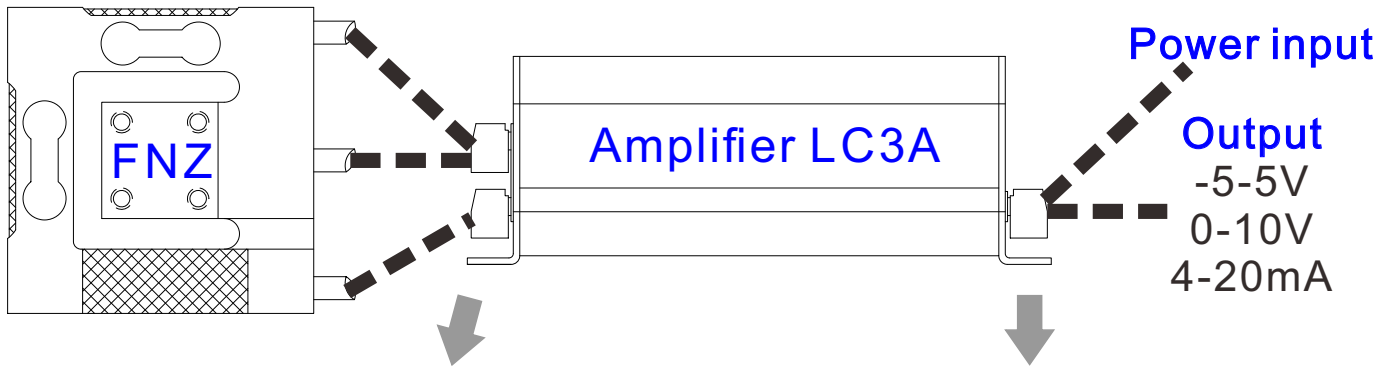 FNZ
Amplifier LC3A
Power input
Output
-5-5V
0-10V
4-20mA